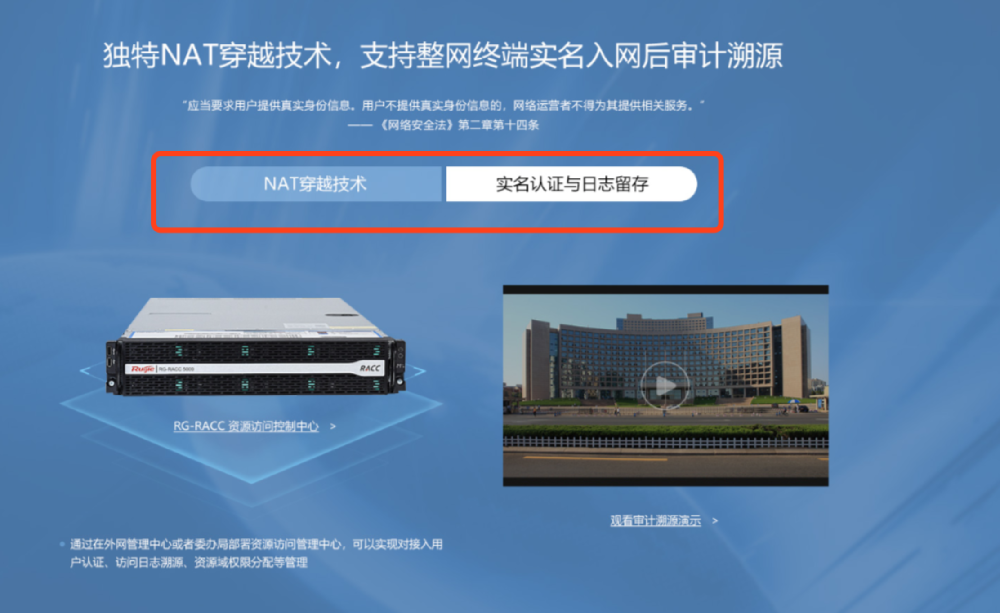 独特NAT穿越技术，支持整网终端实名入网后审计溯源
“应当要求用户提供真实身份信息。用户不提供真实身份信息的，网络运营者不得为其提供相关服务。”
—— 《网络安全法》第二章第十四条
NAT穿越技术
实名认证与日志留存
Ruijie RG-RACC 5000
RACC
RG-RACC 资源访问控制中心 >
观看审计溯源演示 >
通过在外网管理中心或者委办局部署资源访问管理中心，可以实现对接入用
户认证、访问日志溯源、资源域权限分配等管理